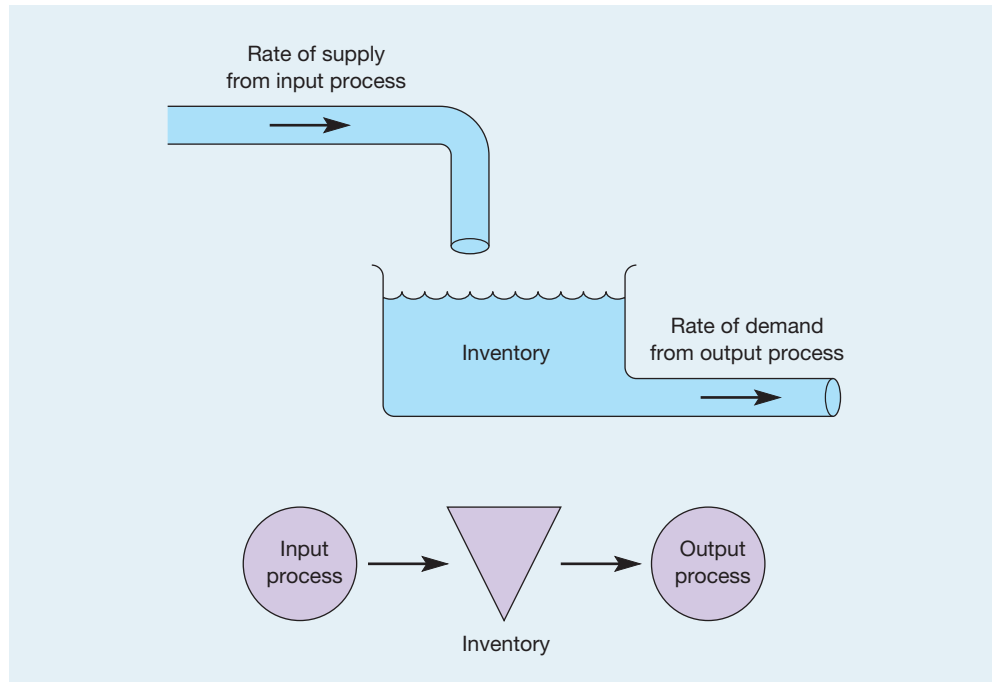 Rate of supply
from input process
Inventory
Rate of demand
from output process
Input
process
Output
process
Inventory